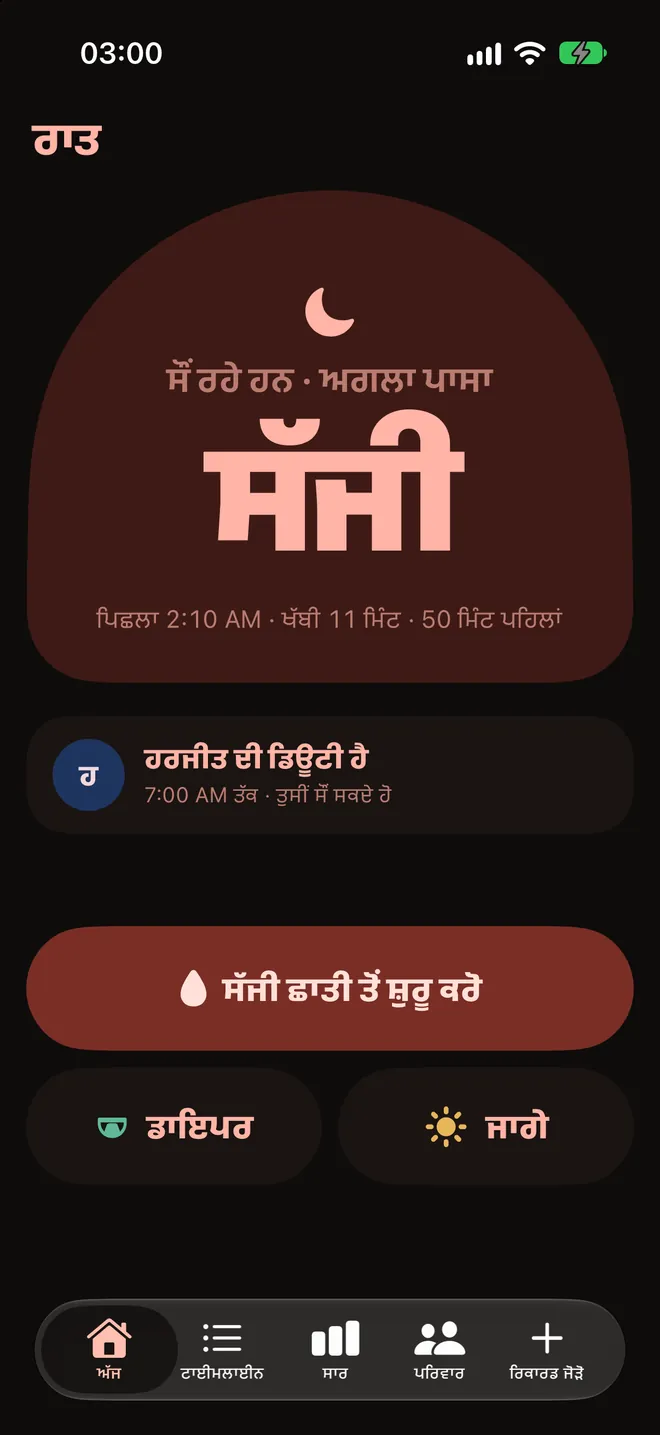 03:00
ਰਾਤ
ਸੌਂ ਰਹੇ ਹਨ · ਅਗਲਾ ਪਾਸਾ
ਸੱਜੀ
ਪਿਛਲਾ 2:10 AM · ਖੱਬੀ 11 ਮਿੰਟ · 50 ਮਿੰਟ ਪਹਿਲਾਂ
ਹ
ਹਰਜੀਤ ਦੀ ਡਿਊਟੀ ਹੈ
7:00 AM ਤੱਕ · ਤੁਸੀਂ ਸੌਂ ਸਕਦੇ ਹੋ
ਸੱਜੀ ਛਾਤੀ ਤੋਂ ਸ਼ੁਰੂ ਕਰੋ
ਡਾਇਪਰ
ਜਾਗੇ
ਅੱਜ
ਟਾਈਮਲਾਈਨ
ਸਾਰ
ਪਰਿਵਾਰ
ਰਿਕਾਰਡ ਜੋੜੋ